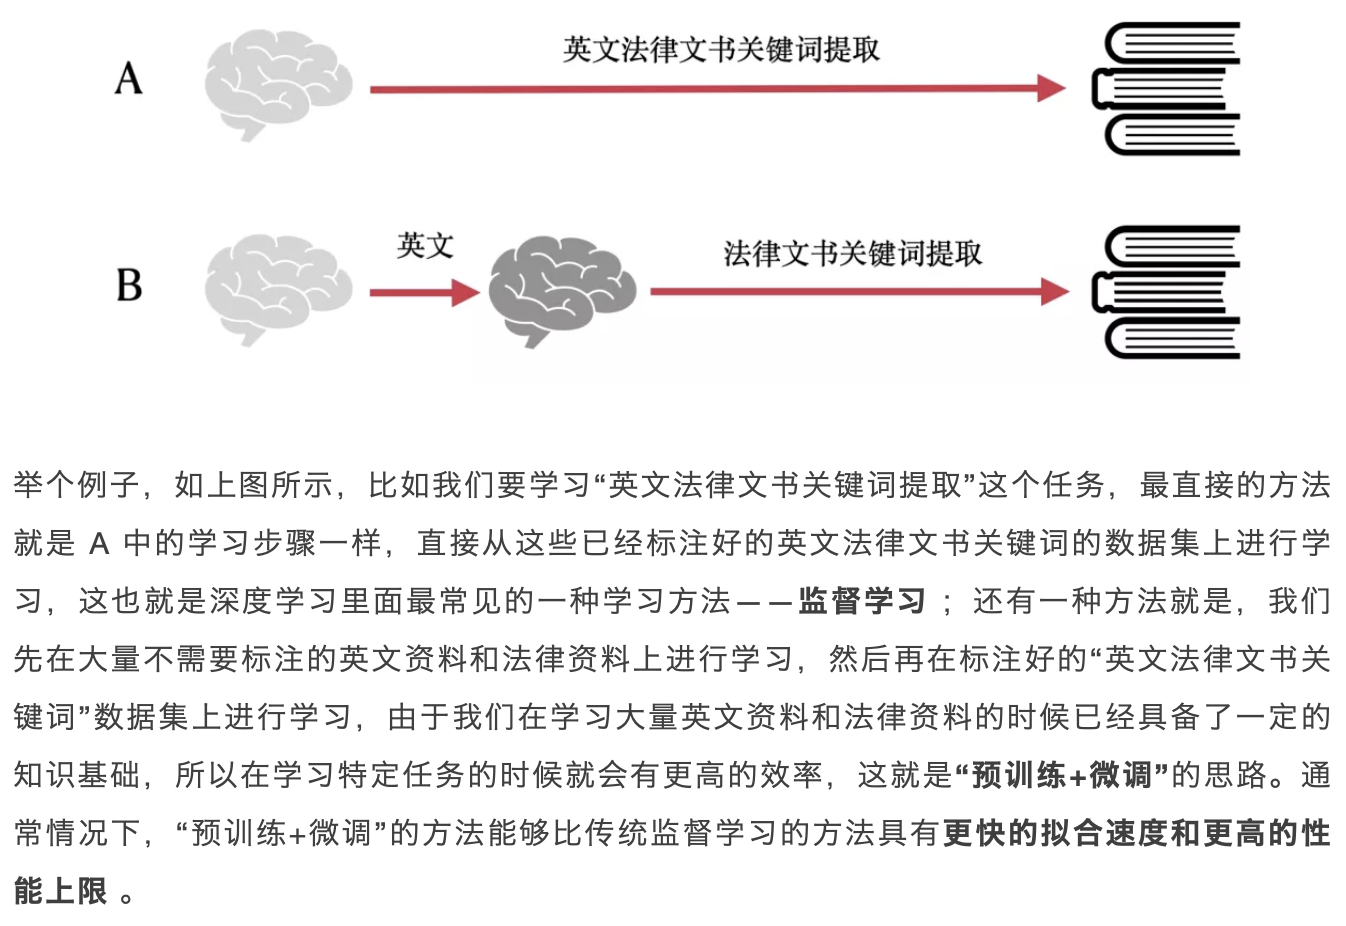 A
英文法律文书关键词提取
B
英文
法律文书关键词提取
举个例子，如上图所示，比如我们要学习“英文法律文书关键词提取”这个任务，最直接的方法
就是 A 中的学习步骤一样，直接从这些已经标注好的英文法律文书关键词的数据集上进行学
习，这也就是深度学习里面最常见的一种学习方法——监督学习 ；还有一种方法就是，我们
先在大量不需要标注的英文资料和法律资料上进行学习，然后再在标注好的“英文法律文书关
键词”数据集上进行学习，由于我们在学习大量英文资料和法律资料的时候已经具备了一定的
知识基础，所以在学习特定任务的时候就会有更高的效率，这就是“预训练+微调”的思路。通
常情况下，“预训练+微调”的方法能够比传统监督学习的方法具有更快的拟合速度和更高的性
能上限 。